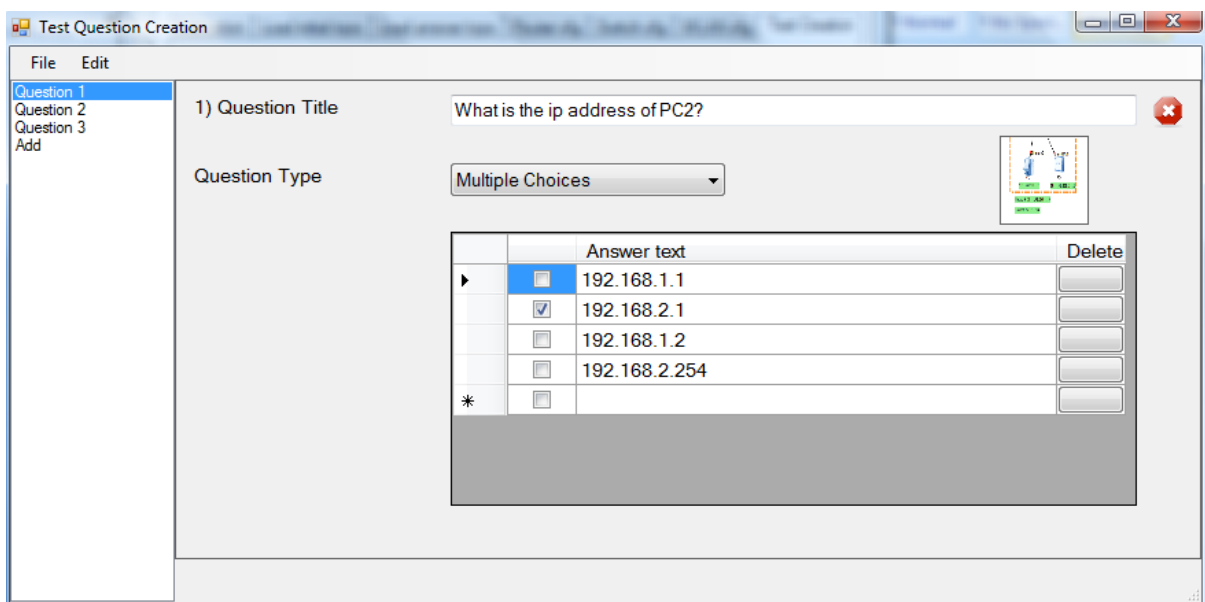 Test Question Creation
File Edit
Question 1
Question 2
Question 3
Add
1) Question Title What is the ip address of PC2?
Question Type Multiple Choices
Answer text Delete
192.168.1.1
192.168.2.1
192.168.1.2
192.168.2.254